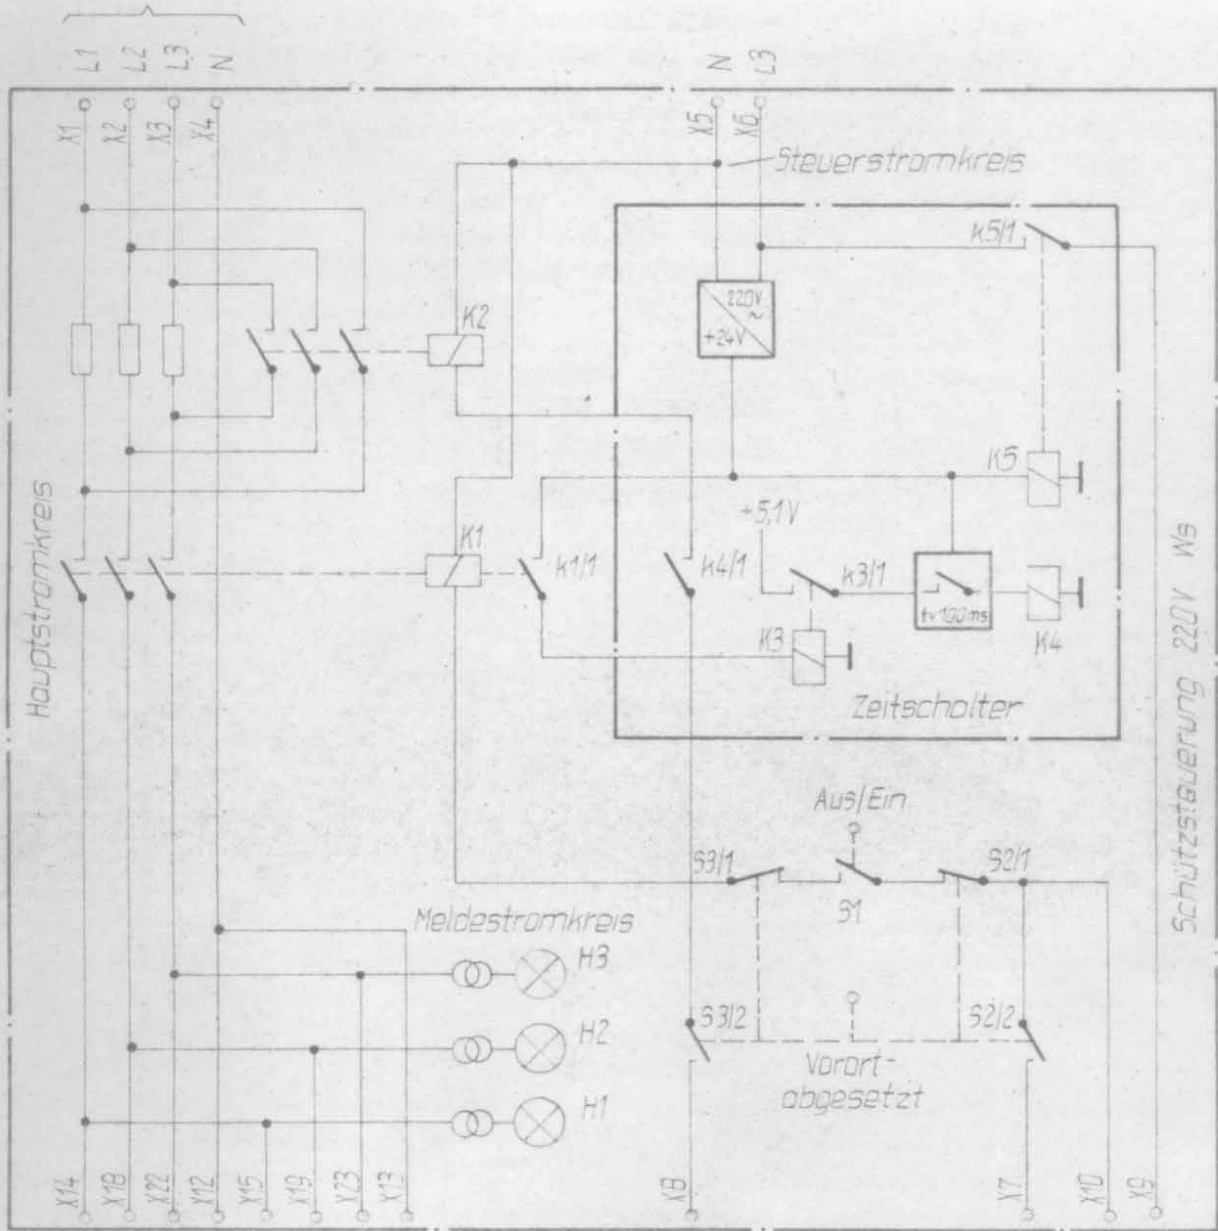 L1
L2
L3
N
N
L3
X1
X2
X3
X4
X5
X6
Steuerstromkreis
k5/1
220V
~
+24V
K2
K5
+5,1V
K1
k1/1
k4/1
k3/1
tv 100ms
K4
K3
Zeitschalter
Hauptstromkreis
Schützsteuerung 220V Ws
Aus/Ein
S3/1
S2/1
S1
Meldestromkreis
H3
S3/2
S2/2
H2
Vorort-
abgesetzt
H1
X14
X18
X22
X12
X15
X19
X23
X13
X8
X7
X10
X9